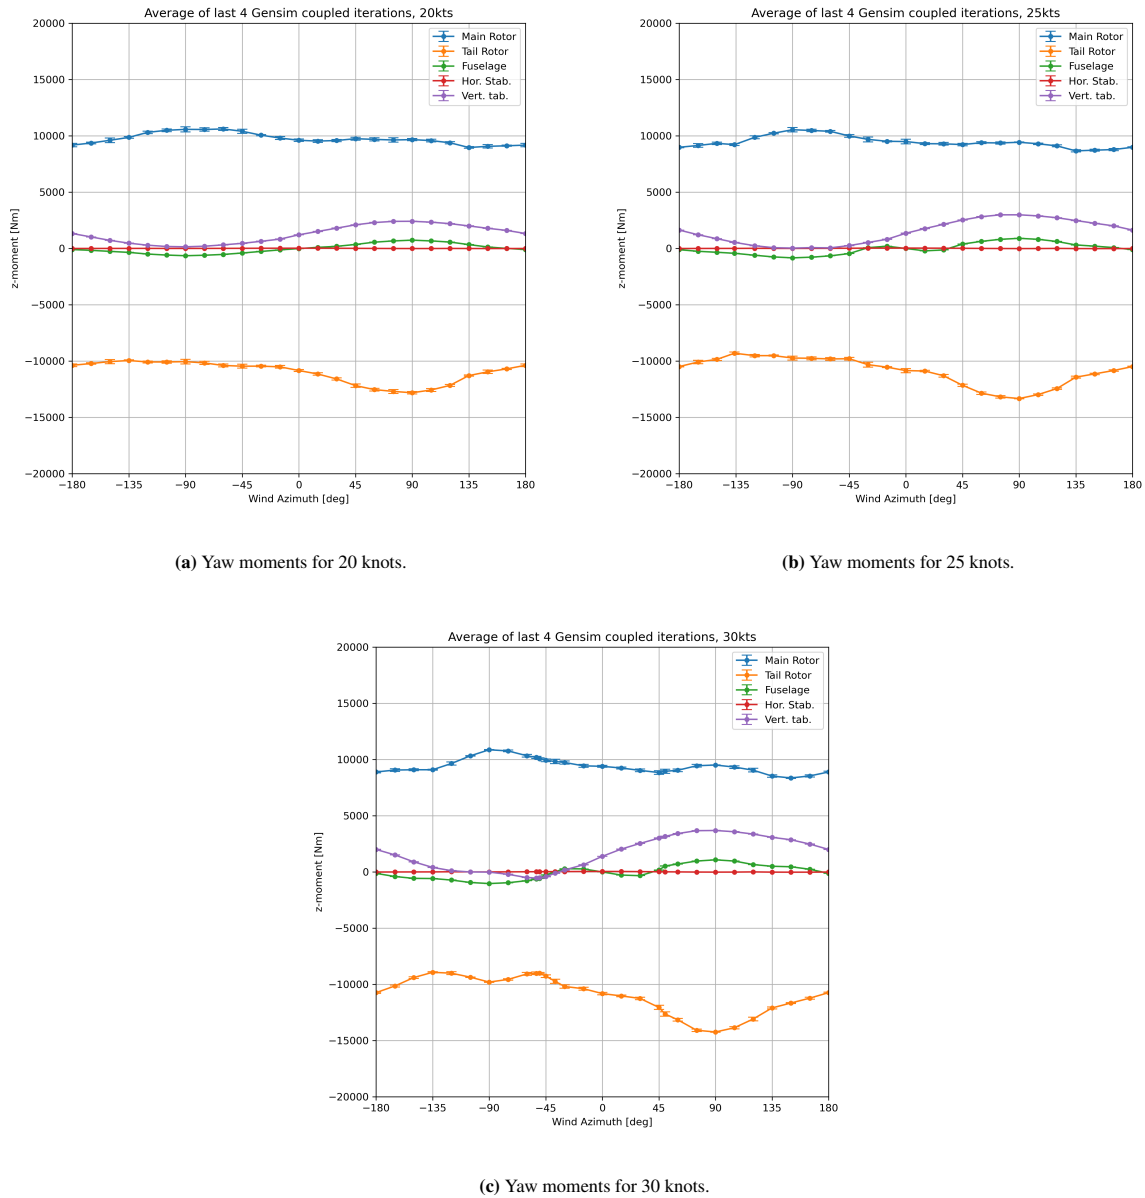 Average of last 4 Gensim coupled iterations, 20kts
20000
15000
10000
5000
0
−5000
−10000
−15000
−20000
z-moment [Nm]
−180 −135 −90 −45 0 45 90 135 180
Wind Azimuth [deg]
Main Rotor
Tail Rotor
Fuselage
Hor. Stab.
Vert. tab.
(a) Yaw moments for 20 knots.
Average of last 4 Gensim coupled iterations, 25kts
20000
15000
10000
5000
0
−5000
−10000
−15000
−20000
z-moment [Nm]
−180 −135 −90 −45 0 45 90 135 180
Wind Azimuth [deg]
Main Rotor
Tail Rotor
Fuselage
Hor. Stab.
Vert. tab.
(b) Yaw moments for 25 knots.
Average of last 4 Gensim coupled iterations, 30kts
20000
15000
10000
5000
0
−5000
−10000
−15000
−20000
z-moment [Nm]
−180 −135 −90 −45 0 45 90 135 180
Wind Azimuth [deg]
Main Rotor
Tail Rotor
Fuselage
Hor. Stab.
Vert. tab.
(c) Yaw moments for 30 knots.